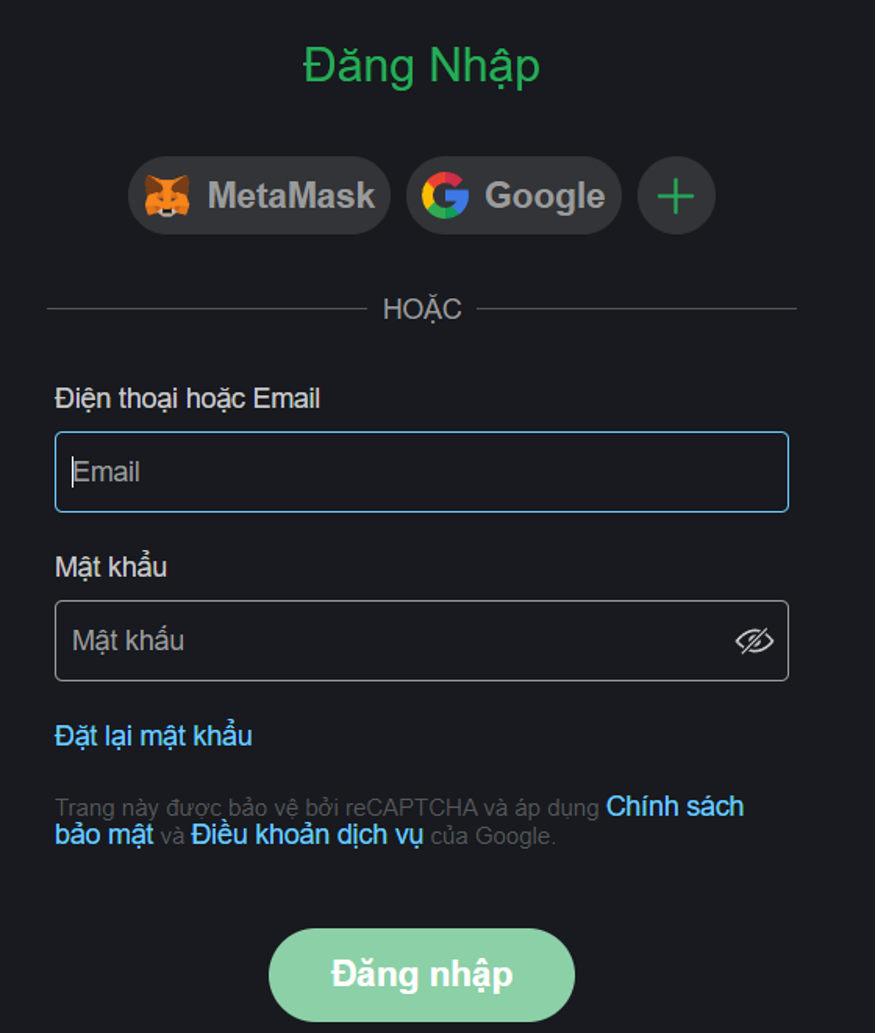 Đăng Nhập
MetaMask Google
HOẶC
Điện thoại hoặc Email
Email
Mật khẩu
Mật khẩu
Đặt lại mật khẩu
Trang này được bảo vệ bởi reCAPTCHA và áp dụng Chính sách
bảo mật và Điều khoản dịch vụ của Google.
Đăng nhập